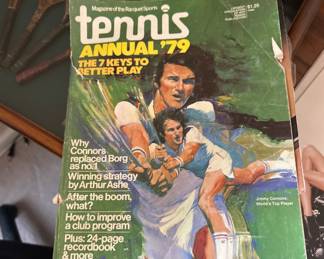 Magazine of the Racquet Sports
tennis
$1.25
ANNUAL '79
THE 7 KEYS TO
BETTER PLAY
Why
Connors
replaced Borg
as no.1
Winning strategy
by Arthur Ashe
After the boom,
what?
How to improve
a club program
Plus: 24-page
recordbook
& more
Jimmy Connors:
World's Top Player